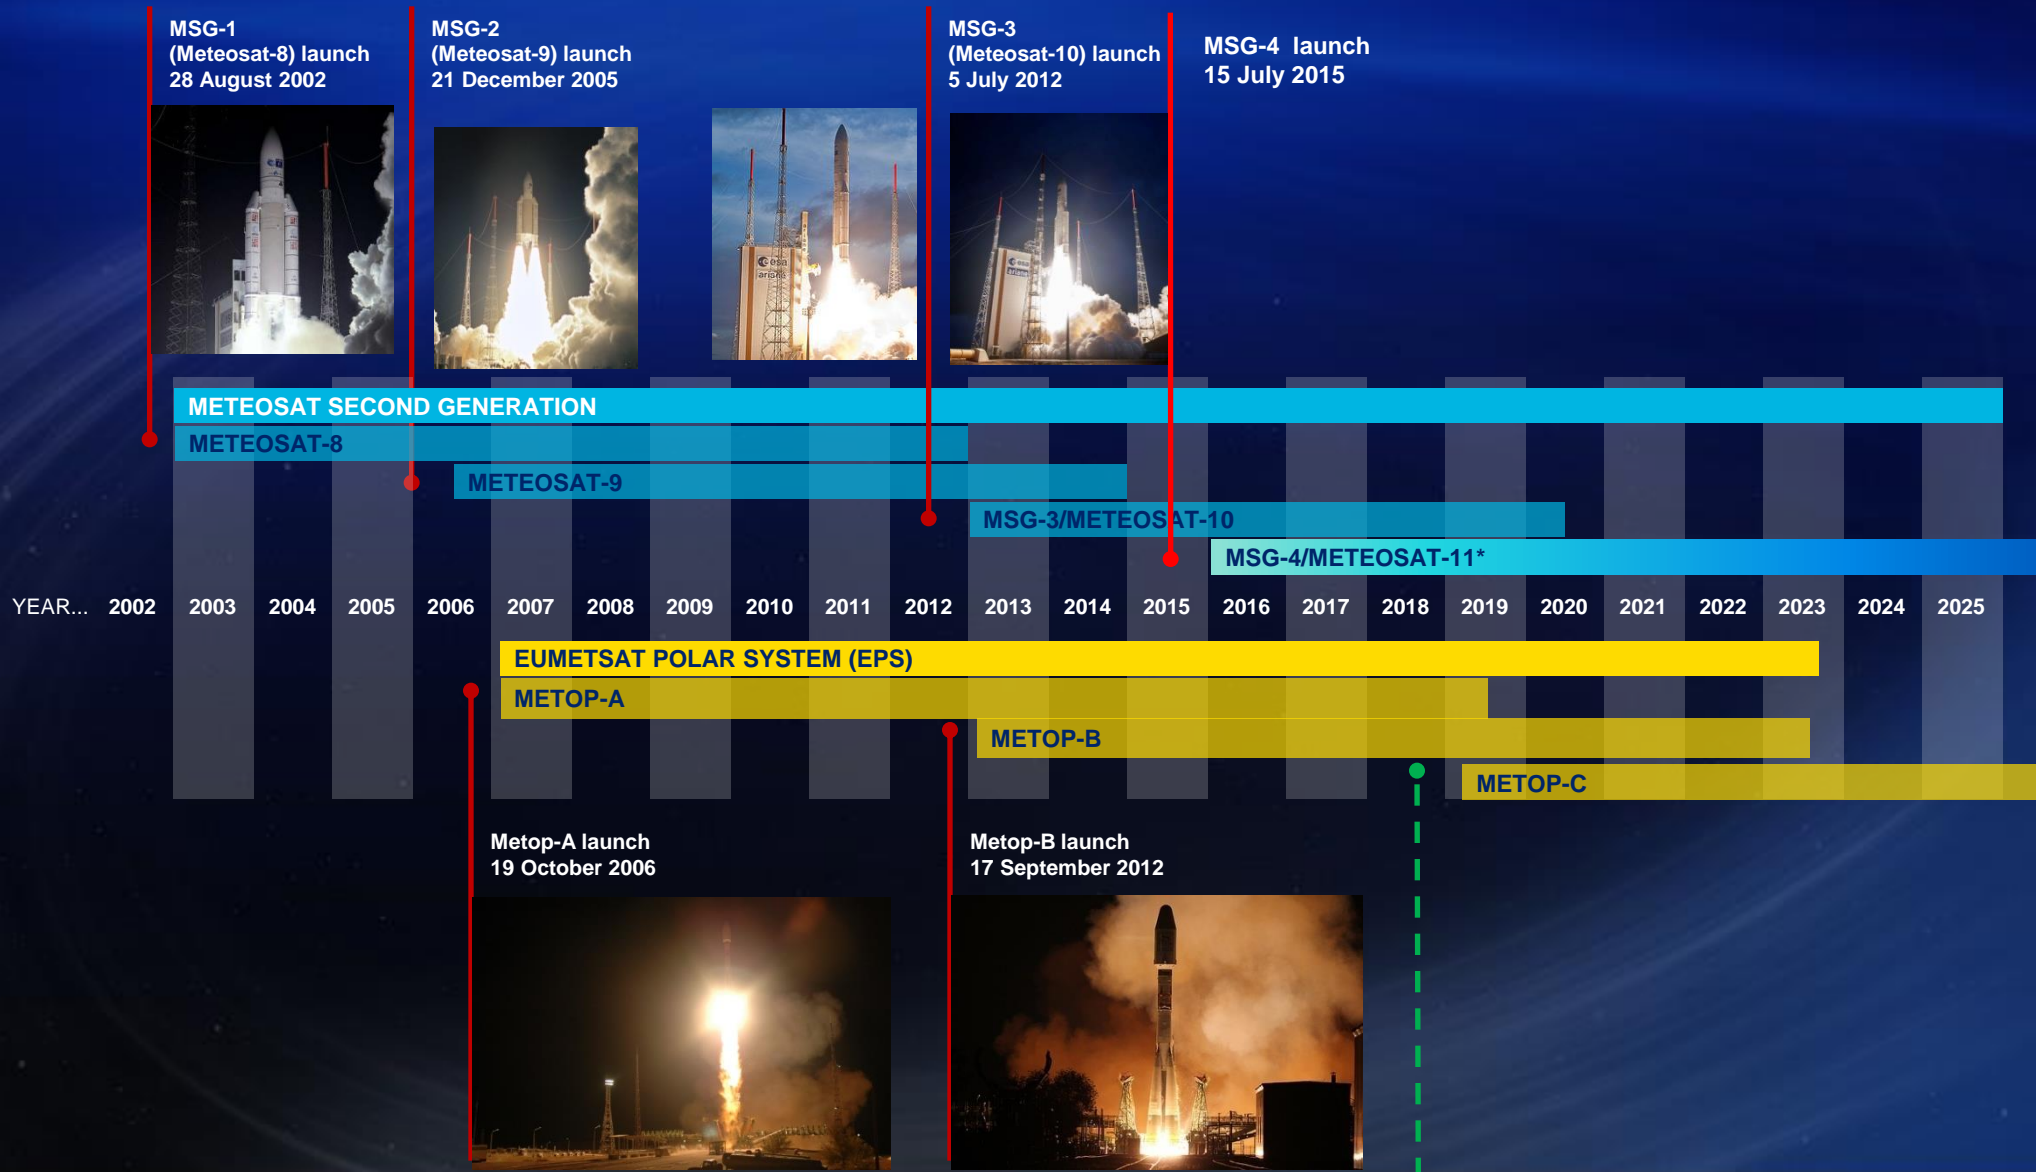 MSG-1
(Meteosat-8) launch
28 August 2002
MSG-2
(Meteosat-9) launch
21 December 2005
MSG-3
(Meteosat-10) launch
5 July 2012
MSG-4 launch
15 July 2015
esa
ariane
esa
ariane
METEOSAT SECOND GENERATION
METEOSAT-8
METEOSAT-9
MSG-3/METEOSAT-10
MSG-4/METEOSAT-11*
YEAR... 2002 2003 2004 2005 2006 2007 2008 2009 2010 2011 2012 2013 2014 2015 2016 2017 2018 2019 2020 2021 2022 2023 2024 2025
EUMETSAT POLAR SYSTEM (EPS)
METOP-A
METOP-B
METOP-C
Metop-A launch
19 October 2006
Metop-B launch
17 September 2012